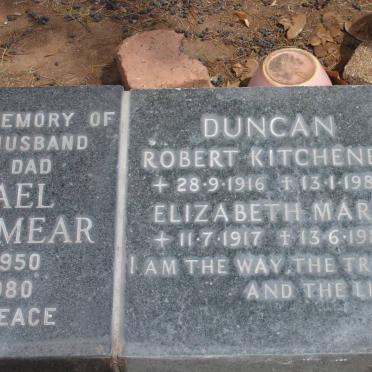 EMORY OF
HUSBAND
DAD
AEL
MEAR
950
980
EACE
DUNCAN
ROBERT KITCHENE
+ 28·9·1916 + 13·1·198
ELIZABETH MAR
+ 11·7·1917 + 13·6·19
I AM THE WAY, THE TR
AND THE LI